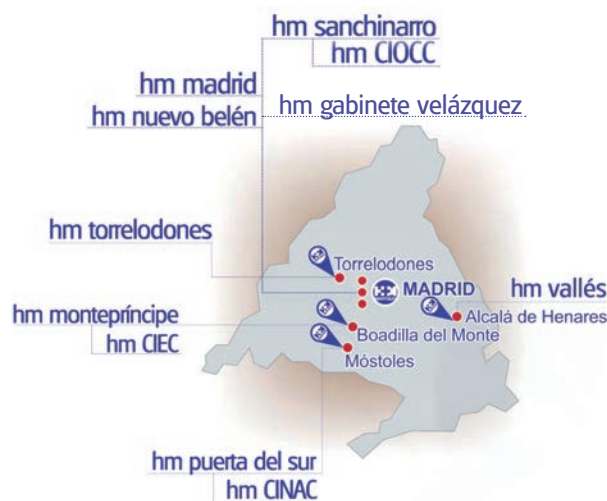 hm sanchinarro
hm CIOCC
hm madrid
hm nuevo belén
hm gabinete velázquez
hm torrelodones
Torrelodones
MADRID
hm vallés
Alcalá de Henares
hm montepríncipe
hm CIEC
Boadilla del Monte
Móstoles
hm puerta del sur
hm CINAC